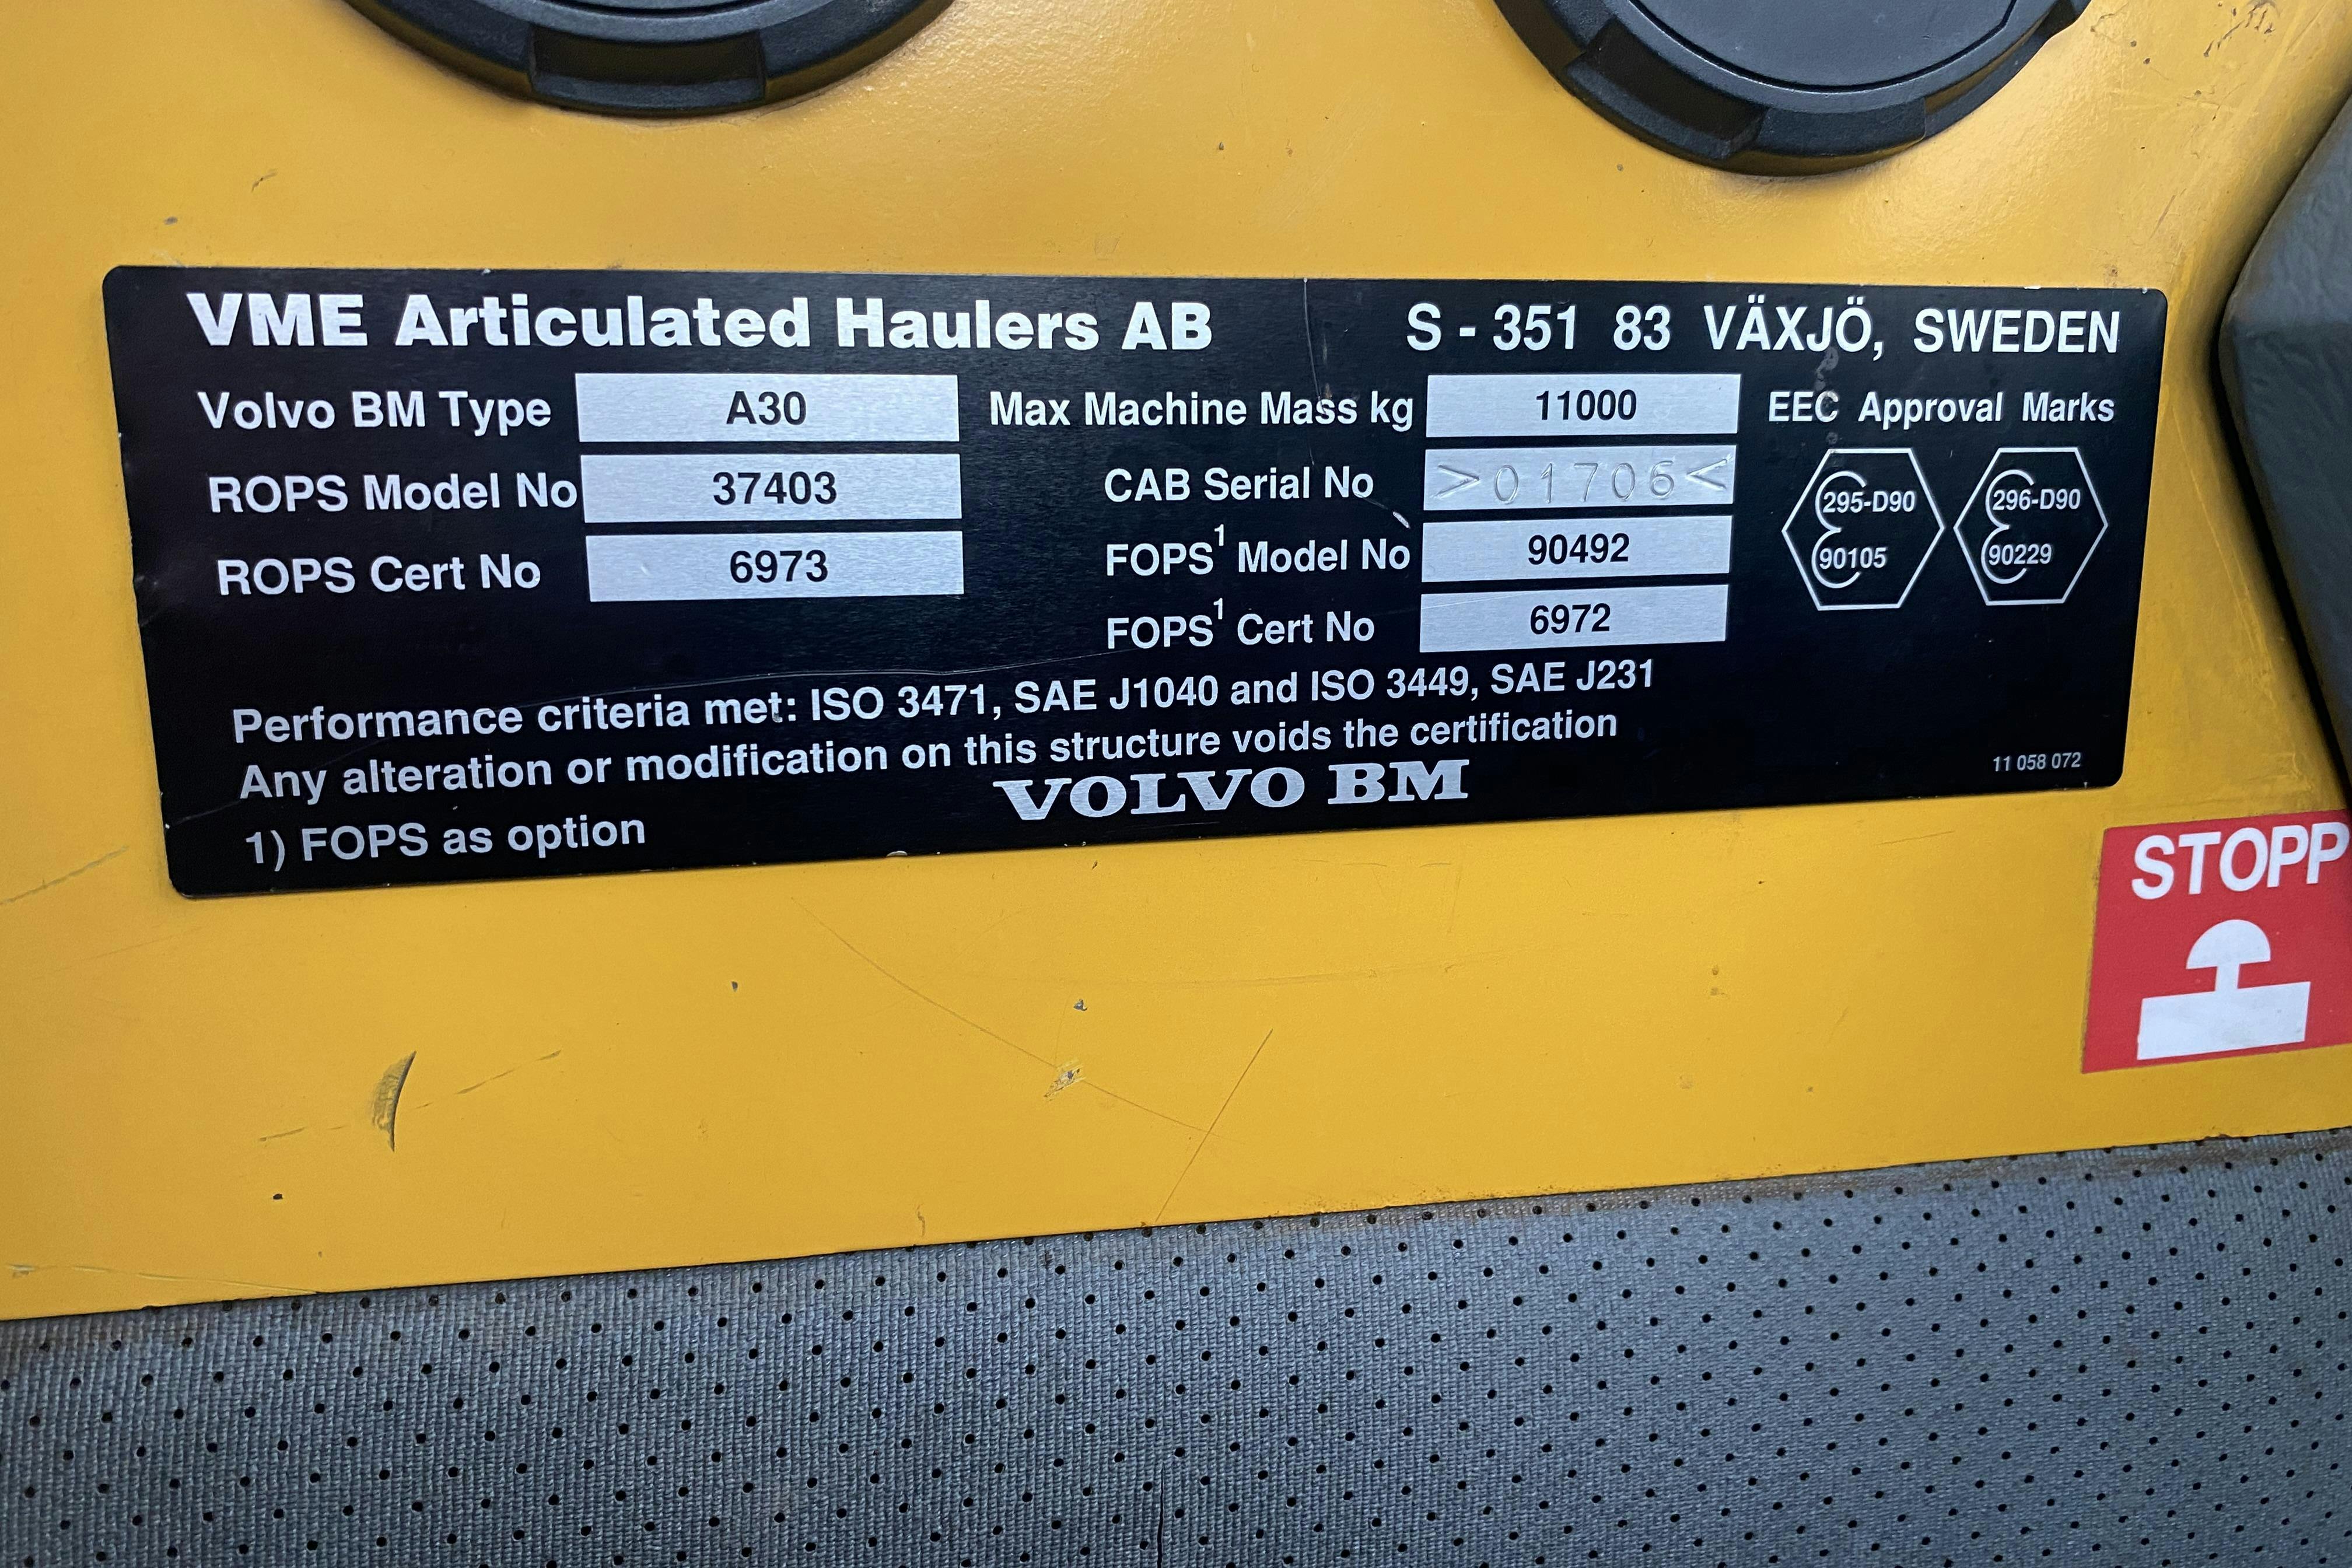 VME Articulated Haulers AB S - 351 83 VÄXJÖ, SWEDEN
Volvo BM Type A30 Max Machine Mass kg 11000 EEC Approval Marks
ROPS Model No 37403 CAB Serial No >01706< 295-D90 296-D90
ROPS Cert No 6973 FOPS¹ Model No 90492 90105 90229
FOPS¹ Cert No 6972
Performance criteria met: ISO 3471, SAE J1040 and ISO 3449, SAE J231
Any alteration or modification on this structure voids the certification
VOLVO BM 11 058 072
1) FOPS as option
STOPP